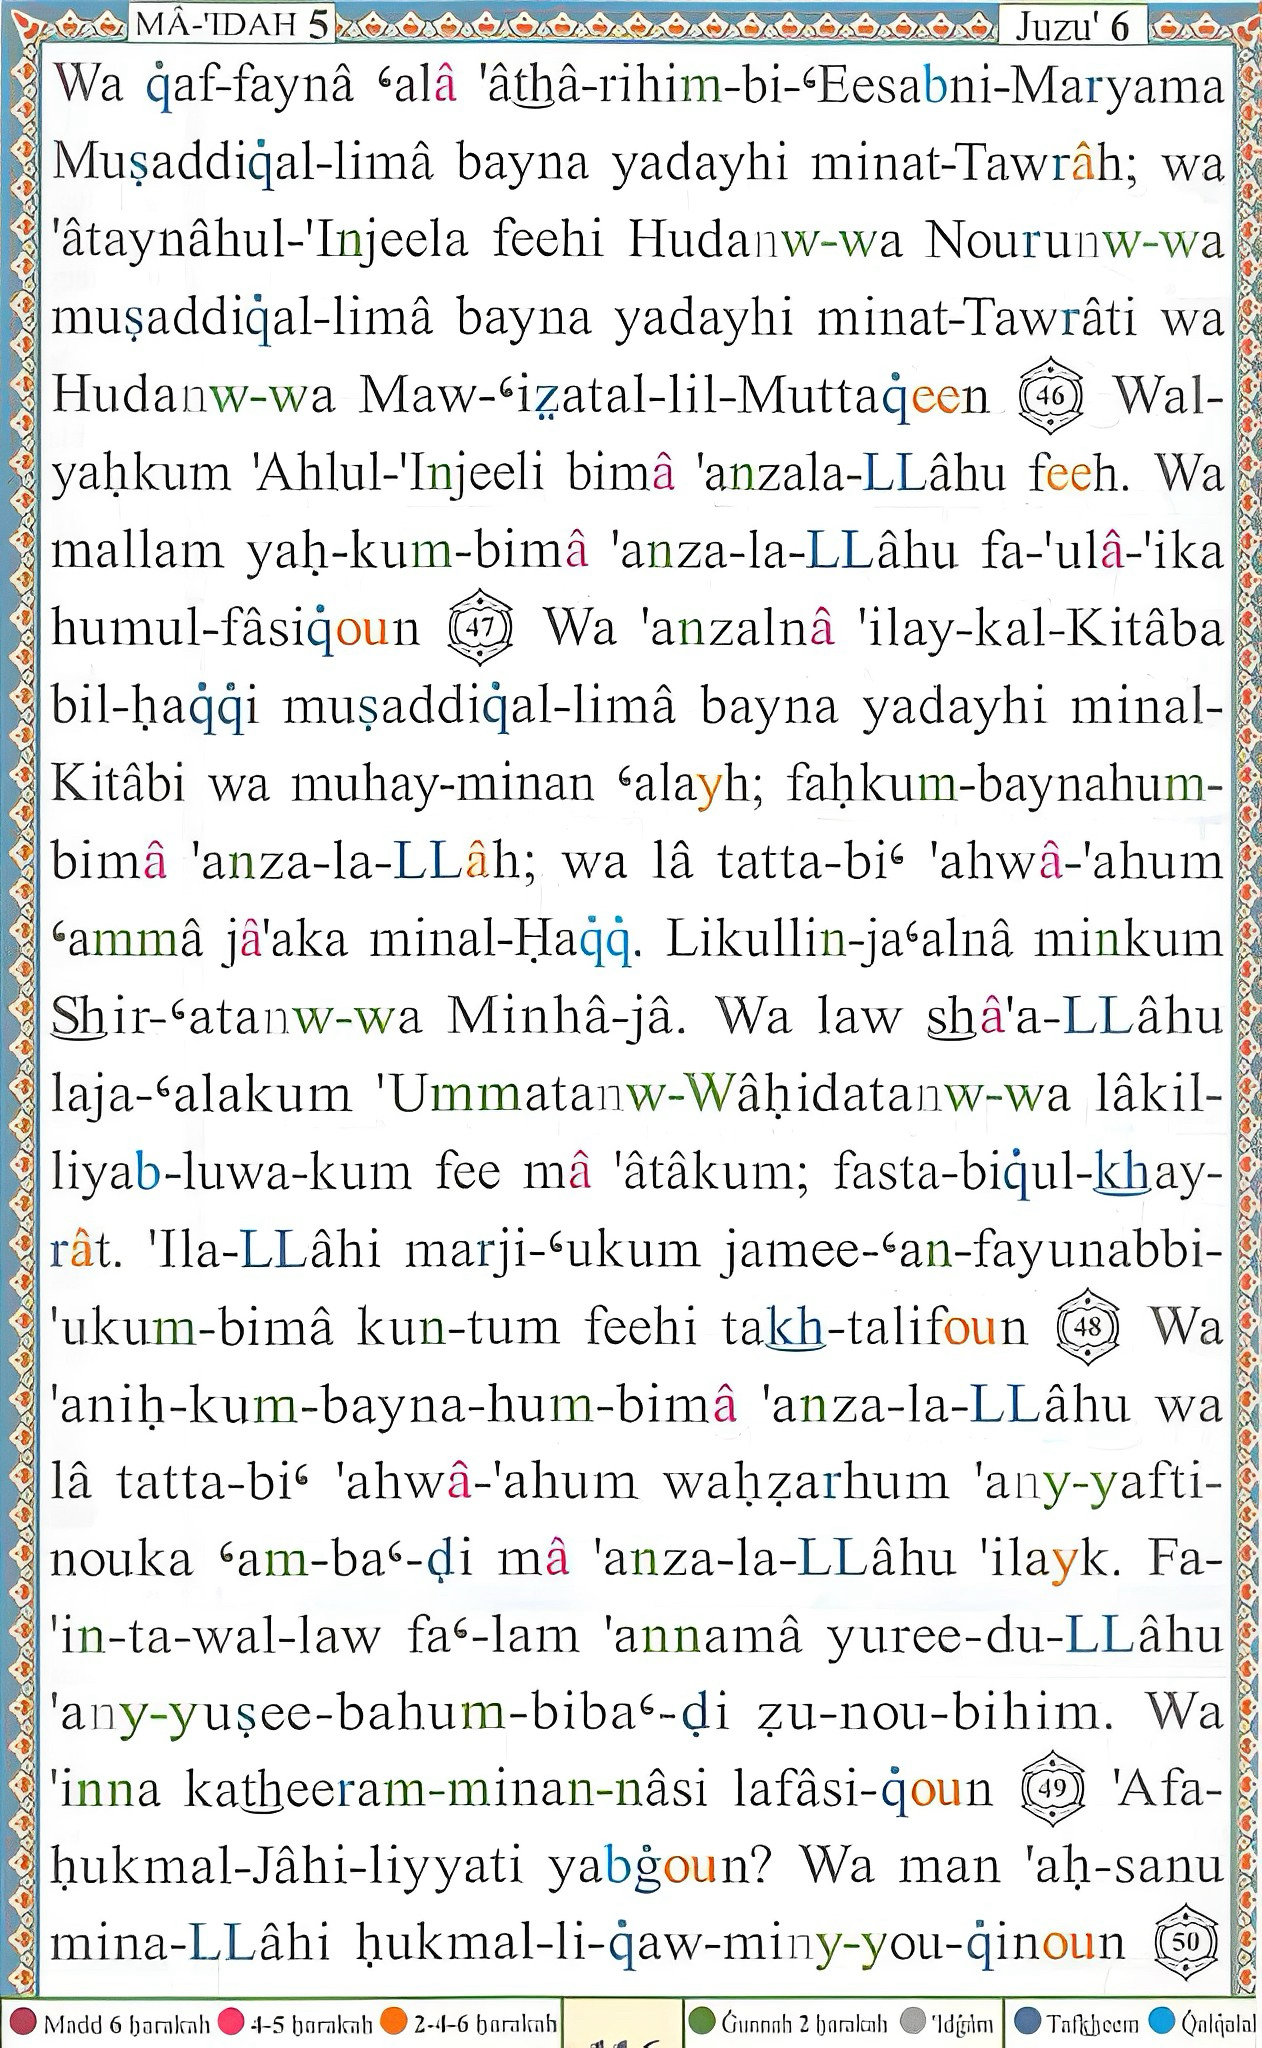 MÂ-'IDAH 5
Juzu' 6
Wa q̇af-faynâ ʿalâ 'âthâ-rihim-bi-ʿEesabni-Maryama
Muṣaddiq̇al-limâ bayna yadayhi minat-Tawrâh; wa
'âtaynâhul-'Injeela feehi Hudanw-wa Nourunw-wa
muṣaddiq̇al-limâ bayna yadayhi minat-Tawrâti wa
Hudanw-wa Maw-ʿiz̤atal-lil-Muttaq̇een 46 Wal-
yaḥkum 'Ahlul-'Injeeli bimâ 'anzala-LLâhu feeh. Wa
mallam yaḥ-kum-bimâ 'anza-la-LLâhu fa-'ulâ-'ika
humul-fâsiq̇oun 47 Wa 'anzalnâ 'ilay-kal-Kitâba
bil-ḥaq̇q̇i muṣaddiq̇al-limâ bayna yadayhi minal-
Kitâbi wa muhay-minan ʿalayh; faḥkum-baynahum-
bimâ 'anza-la-LLâh; wa lâ tatta-biʿ 'ahwâ-'ahum
ʿammâ jâ'aka minal-Ḥaq̇q̇. Likullin-jaʿalnâ minkum
Shir-ʿatanw-wa Minhâ-jâ. Wa law shâ'a-LLâhu
laja-ʿalakum 'Ummatanw-Wâḥidatanw-wa lâkil-
liyab-luwa-kum fee mâ 'âtâkum; fasta-biq̇ul-khay-
rât. 'Ila-LLâhi marji-ʿukum jamee-ʿan-fayunabbi-
'ukum-bimâ kun-tum feehi takh-talifoun 48 Wa
'aniḥ-kum-bayna-hum-bimâ 'anza-la-LLâhu wa
lâ tatta-biʿ 'ahwâ-'ahum waḥẓarhum 'any-yafti-
nouka ʿam-baʿ-ḍi mâ 'anza-la-LLâhu 'ilayk. Fa-
'in-ta-wal-law faʿ-lam 'annamâ yuree-du-LLâhu
'any-yuṣee-bahum-bibaʿ-ḍi ẓu-nou-bihim. Wa
'inna katheeram-minan-nâsi lafâsi-q̇oun 49 'Afa-
ḥukmal-Jâhi-liyyati yabġoun? Wa man 'aḥ-sanu
mina-LLâhi ḥukmal-li-q̇aw-miny-you-q̇inoun 50
Madd 6 ḥarakah 4-5 ḥarakah 2-4-6 ḥarakah Ġunnah 2 ḥarakah 'Idġâm Tafkheem Q̇alq̇alah